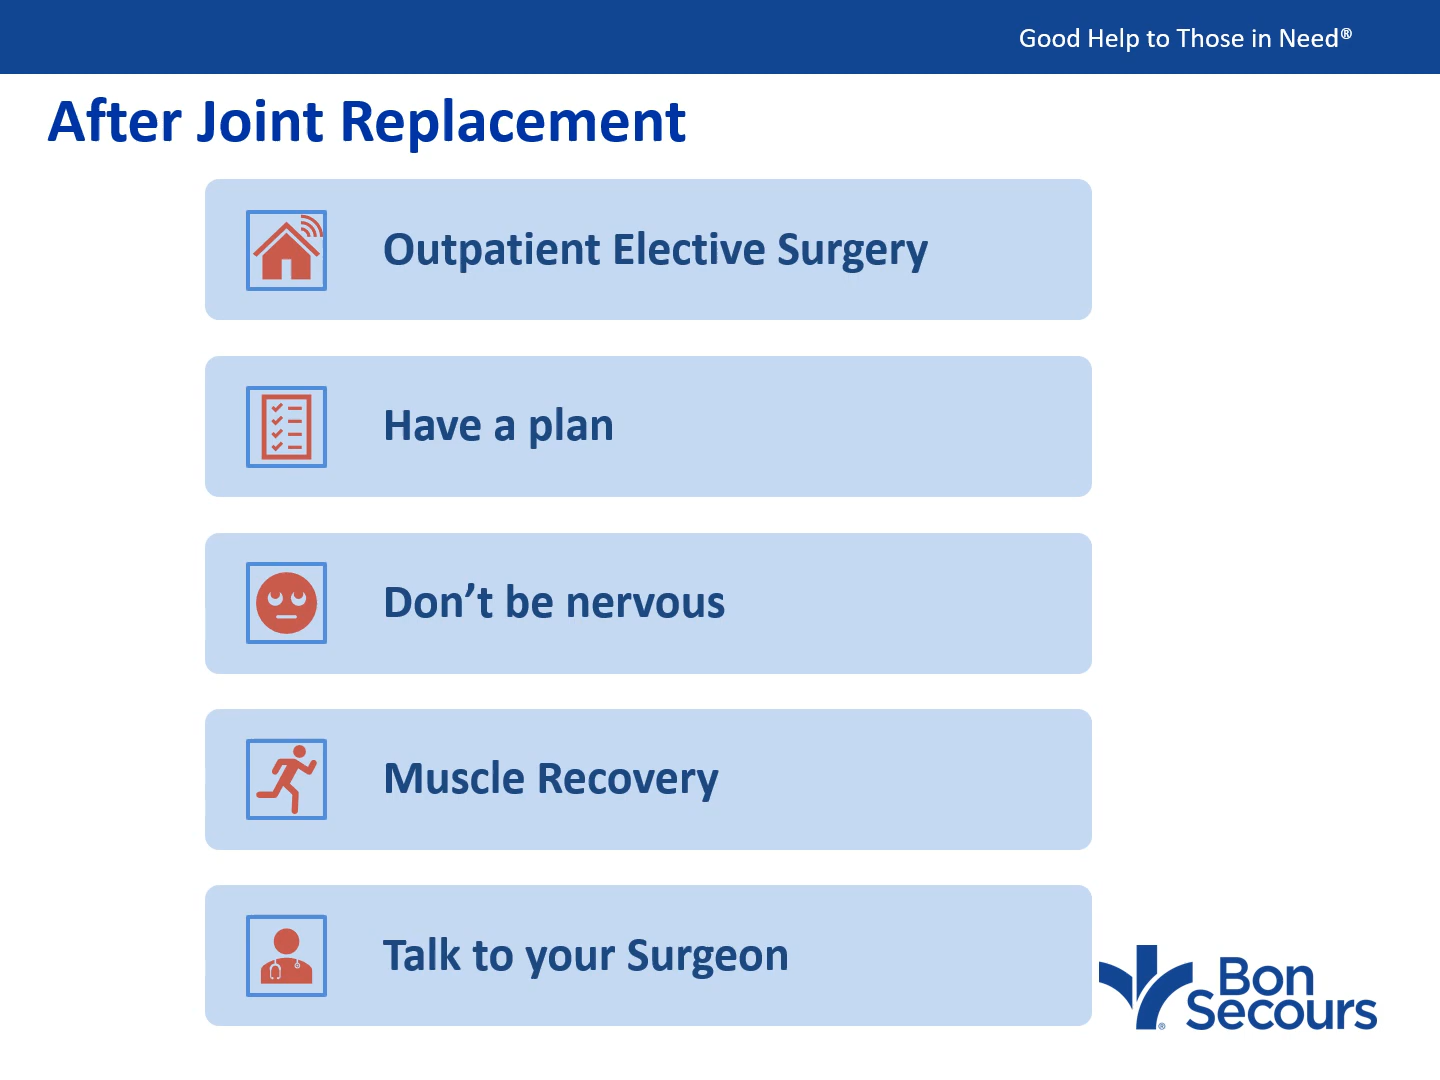 Good Help to Those in Need®
After Joint Replacement
Outpatient Elective Surgery
Have a plan
Don’t be nervous
Muscle Recovery
Talk to your Surgeon
Bon
Secours
®